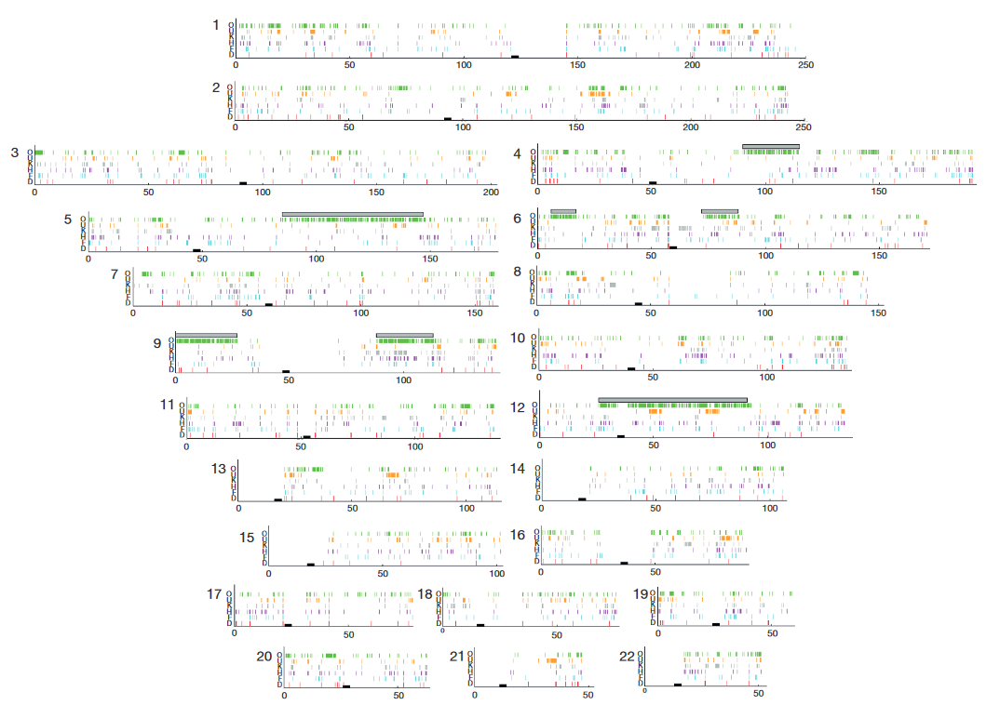 1
O
U
K
H
F
D
0 50 100 150 200 250
2
O
U
K
H
F
D
0 50 100 150 200 250
3
O
U
K
H
F
D
0 50 100 150 200
4
O
U
K
H
F
D
0 50 100 150
5
O
U
K
H
F
D
0 50 100 150
6
O
U
K
H
F
D
0 50 100 150
7
O
U
K
H
F
D
0 50 100 150
8
O
U
K
H
F
D
0 50 100 150
9
O
U
K
H
F
D
0 50 100
10
O
U
K
H
F
D
0 50 100
11
O
U
K
H
F
D
0 50 100
12
O
U
K
H
F
D
0 50 100
13
O
U
K
H
F
D
0 50 100
14
O
U
K
H
F
D
0 50 100
15
O
U
K
H
F
D
0 50 100
16
O
U
K
H
F
D
0 50
17
O
U
K
H
F
D
0 50
18
O
U
K
H
F
D
0 50
19
O
U
K
H
F
D
0 50
20
O
U
K
H
F
D
0 50
21
O
U
K
H
F
D
0 50
22
O
U
K
H
F
D
0 50